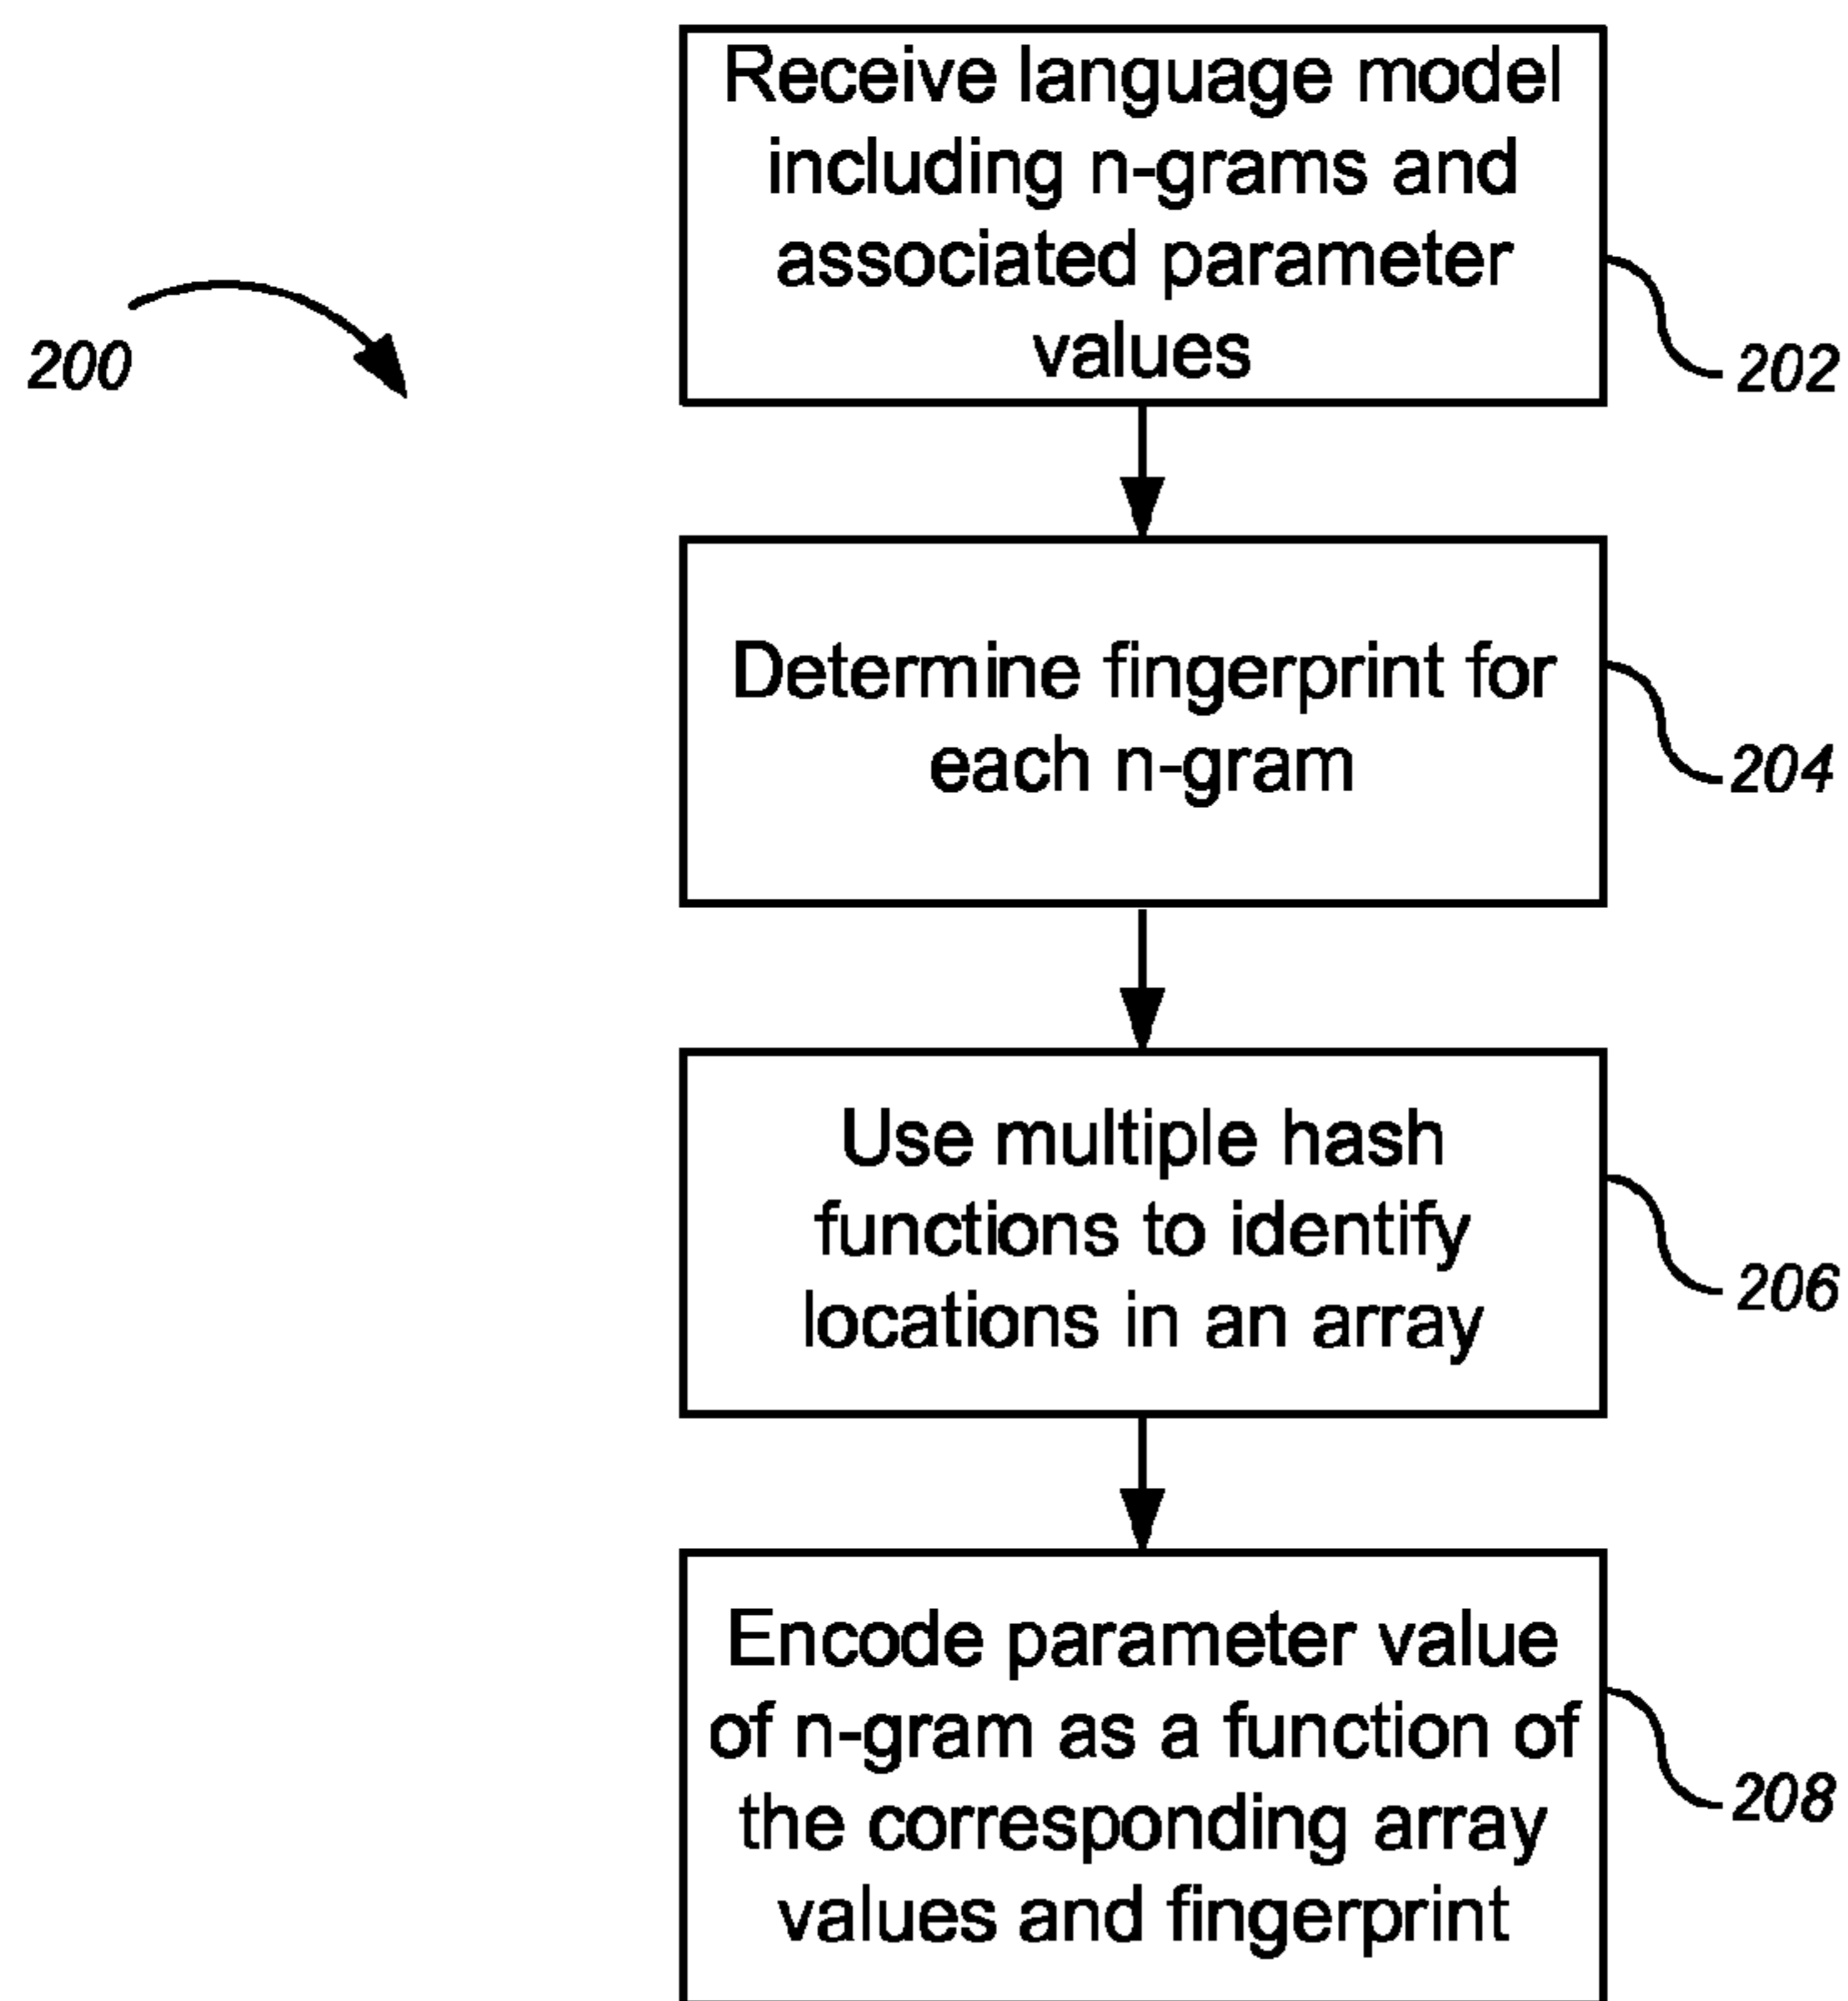 Receive language model
including n-grams and
associated parameter
values
200
202
Determine fingerprint for
each n-gram
204
Use multiple hash
functions to identify
locations in an array
206
Encode parameter value
of n-gram as a function of
the corresponding array
values and fingerprint
208